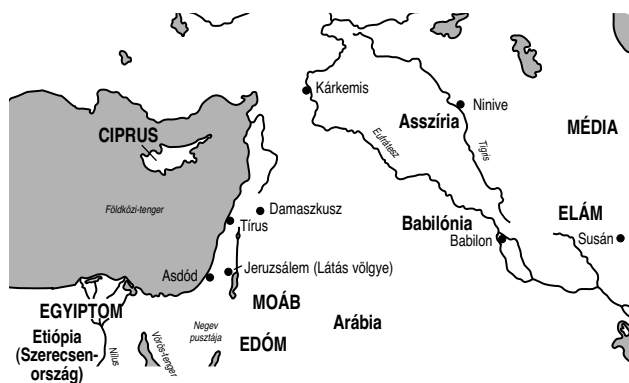 Kárkemis
Ninive
CIPRUS
Asszíria
MÉDIA
Eufrátesz
Tigris
Földközi-tenger
Damaszkusz
Tírus
Babilónia
ELÁM
Babilon
Susán
Asdód
Jeruzsálem (Látás völgye)
EGYIPTOM
MOÁB
Arábia
Etiópia
(Szerecsen-
ország)
Nílus
Vörös-tenger
Negev
pusztája
EDÓM